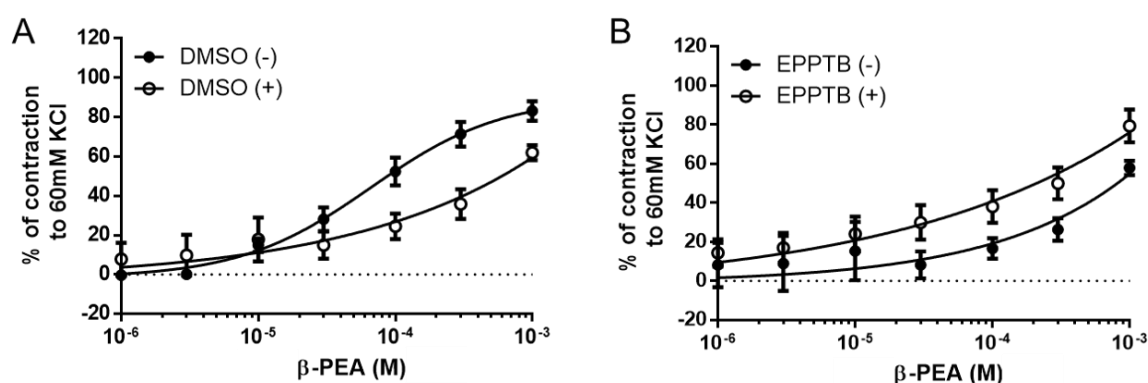 A
DMSO (-)
DMSO (+)
% of contraction
to 60mM KCl
120
100
80
60
40
20
0
-20
10-6
10-5
10-4
10-3
β-PEA (M)
B
EPPTB (-)
EPPTB (+)
% of contraction
to 60mM KCl
120
100
80
60
40
20
0
-20
10-6
10-5
10-4
10-3
β-PEA (M)